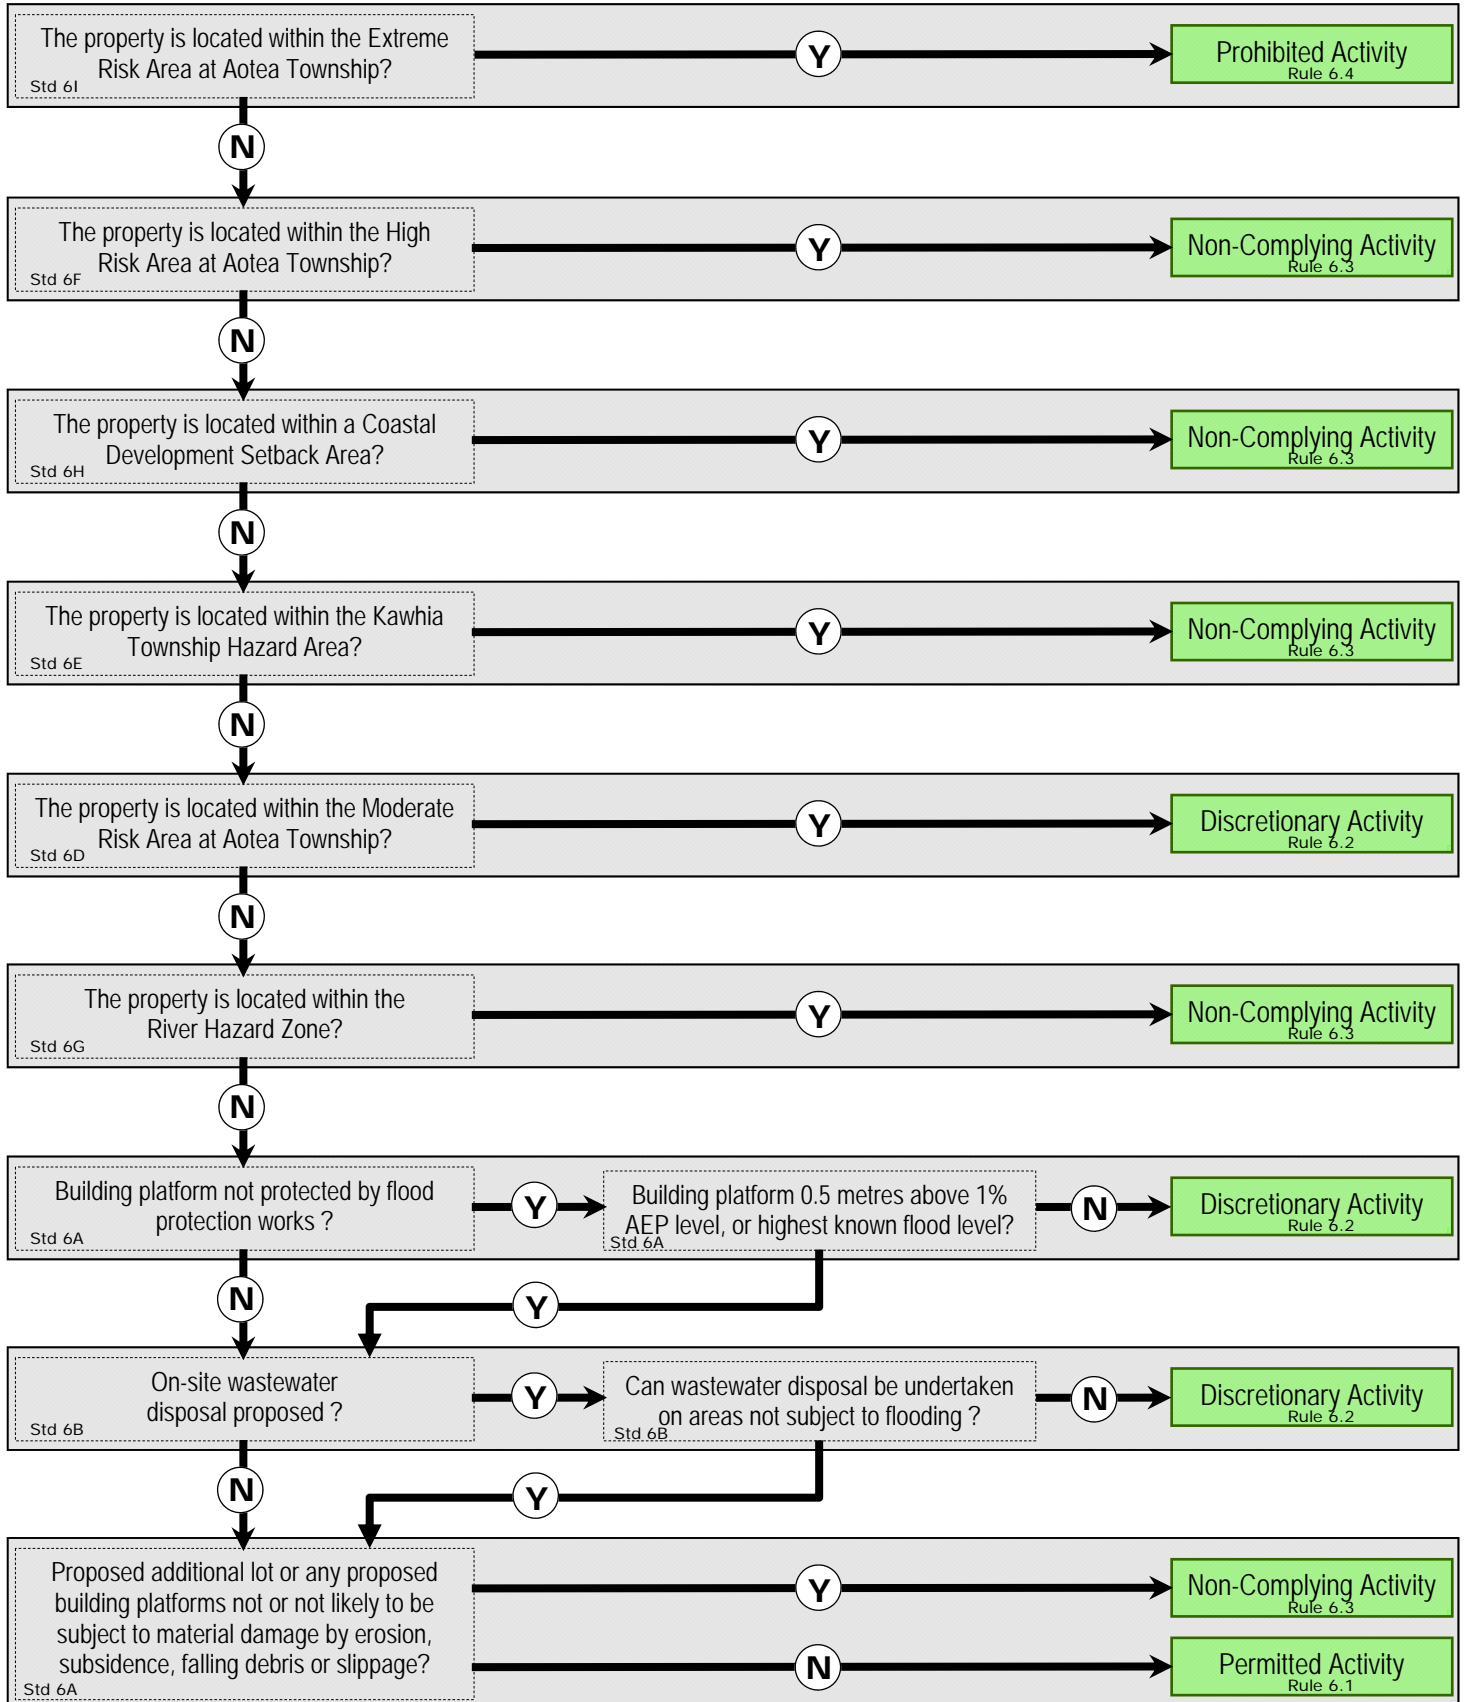 The property is located within the Extreme
Risk Area at Aotea Township?
Std 6I
Y
Prohibited Activity
Rule 6.4
N
The property is located within the High
Risk Area at Aotea Township?
Std 6F
Y
Non-Complying Activity
Rule 6.3
N
The property is located within a Coastal
Development Setback Area?
Std 6H
Y
Non-Complying Activity
Rule 6.3
N
The property is located within the Kawhia
Township Hazard Area?
Std 6E
Y
Non-Complying Activity
Rule 6.3
N
The property is located within the Moderate
Risk Area at Aotea Township?
Std 6D
Y
Discretionary Activity
Rule 6.2
N
The property is located within the
River Hazard Zone?
Std 6G
Y
Non-Complying Activity
Rule 6.3
N
Building platform not protected by flood
protection works ?
Std 6A
Y
Building platform 0.5 metres above 1%
AEP level, or highest known flood level?
Std 6A
N
Discretionary Activity
Rule 6.2
N
Y
On-site wastewater
disposal proposed ?
Std 6B
Y
Can wastewater disposal be undertaken
on areas not subject to flooding ?
Std 6B
N
Discretionary Activity
Rule 6.2
N
Y
Proposed additional lot or any proposed
building platforms not or not likely to be
subject to material damage by erosion,
subsidence, falling debris or slippage?
Std 6A
Y
Non-Complying Activity
Rule 6.3
N
Permitted Activity
Rule 6.1